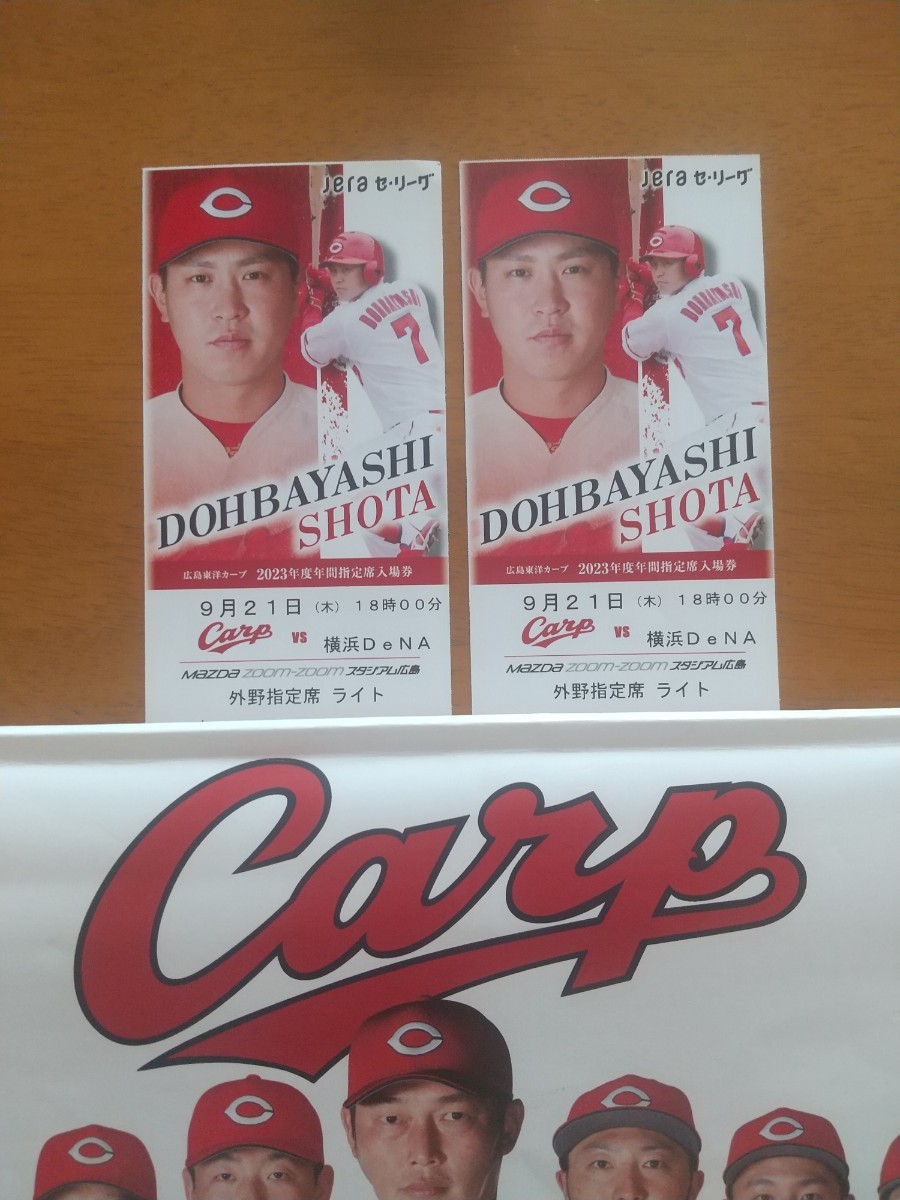 Jera セ・リーグ
DOHBAYASHI
7
DOHBAYASHI
SHOTA
広島東洋カープ 2023年度年間指定席入場券
9月21日（木）18時00分
Carp vs 横浜DeNA
MAZDA ZOOM-ZOOM スタジアム広島
外野指定席 ライト
Jera セ・リーグ
DOHBAYASHI
7
DOHBAYASHI
SHOTA
広島東洋カープ 2023年度年間指定席入場券
9月21日（木）18時00分
Carp vs 横浜DeNA
MAZDA ZOOM-ZOOM スタジアム広島
外野指定席 ライト
Carp